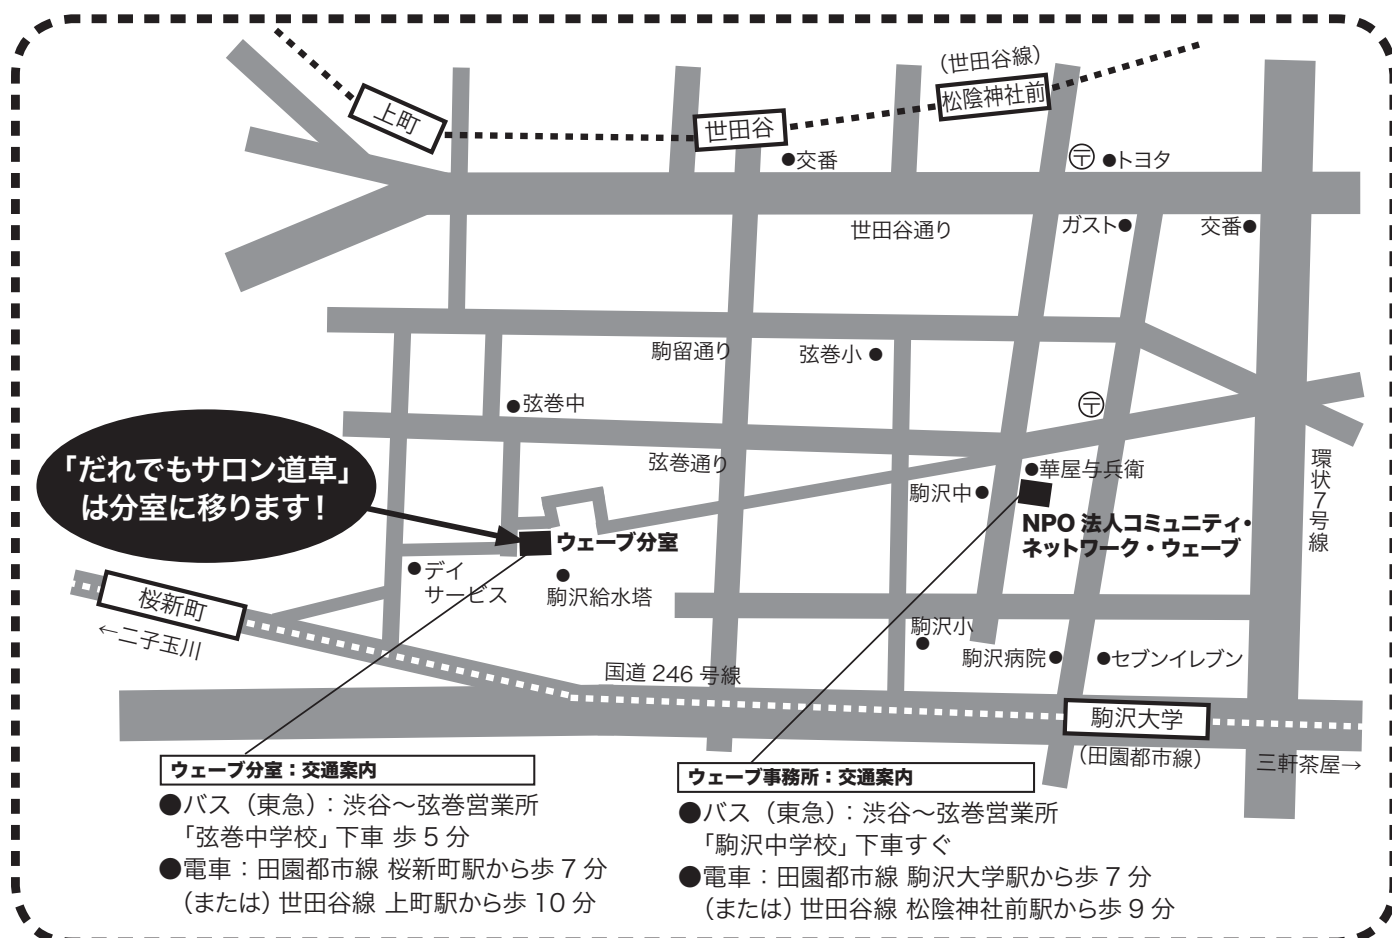 (世田谷線)
上町
世田谷
松陰神社前
●交番
〒 ●トヨタ
世田谷通り
ガスト●
交番●
駒留通り
弦巻小 ●
●弦巻中
〒
「だれでもサロン道草」
は分室に移ります!
弦巻通り
駒沢中●
●華屋与兵衛
環状7号線
NPO 法人コミュニティ・
ネットワーク・ウェーブ
ウェーブ分室
●デイ
サービス
●
駒沢給水塔
桜新町
←二子玉川
駒沢小
●
駒沢病院●
●セブンイレブン
国道 246 号線
駒沢大学
(田園都市線)
三軒茶屋→
ウェーブ分室:交通案内
●バス(東急):渋谷~弦巻営業所
「弦巻中学校」下車 歩 5 分
●電車:田園都市線 桜新町駅から歩 7 分
(または) 世田谷線 上町駅から歩 10 分
ウェーブ事務所:交通案内
●バス(東急):渋谷~弦巻営業所
「駒沢中学校」下車すぐ
●電車:田園都市線 駒沢大学駅から歩 7 分
(または) 世田谷線 松陰神社前駅から歩 9 分